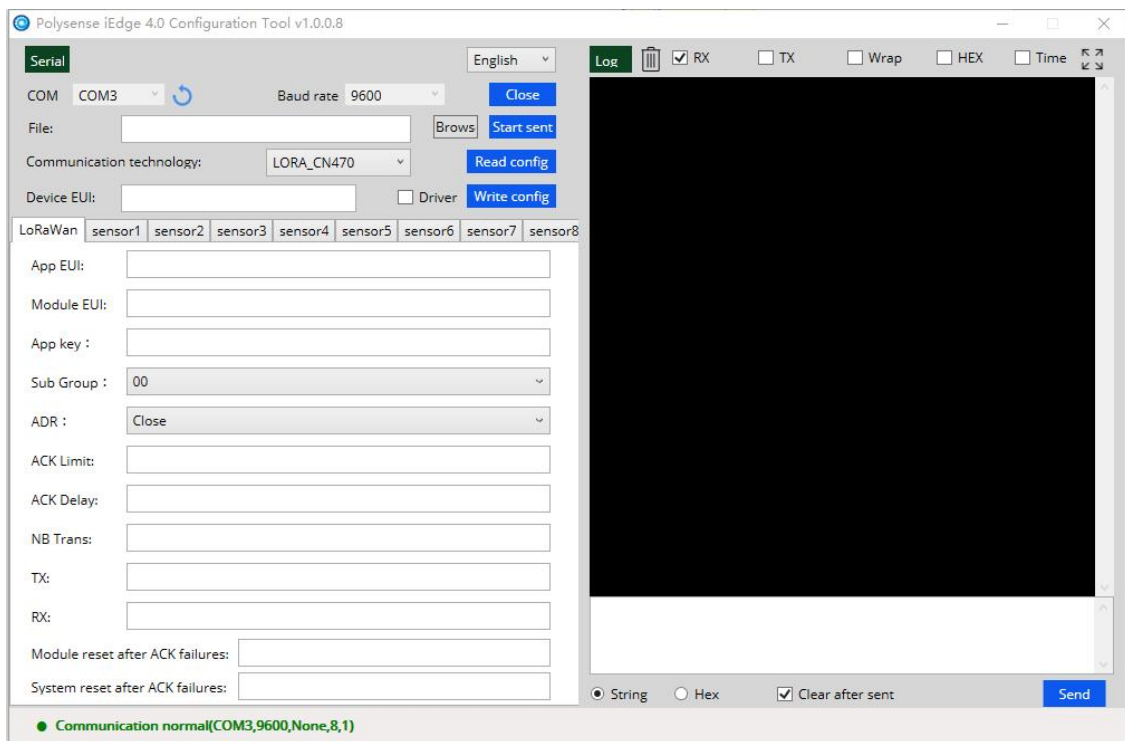 Polysense iEdge 4.0 Configuration Tool v1.0.0.8
Serial
English
COM COM3 Baud rate 9600 Close
File: Brows Start sent
Communication technology: LORA_CN470 Read config
Device EUI: Driver Write config
LoRaWan sensor1 sensor2 sensor3 sensor4 sensor5 sensor6 sensor7 sensor8
App EUI:
Module EUI:
App key：
Sub Group： 00
ADR： Close
ACK Limit:
ACK Delay:
NB Trans:
TX:
RX:
Module reset after ACK failures:
System reset after ACK failures:
Log RX TX Wrap HEX Time
String Hex Clear after sent Send
Communication normal(COM3,9600,None,8,1)